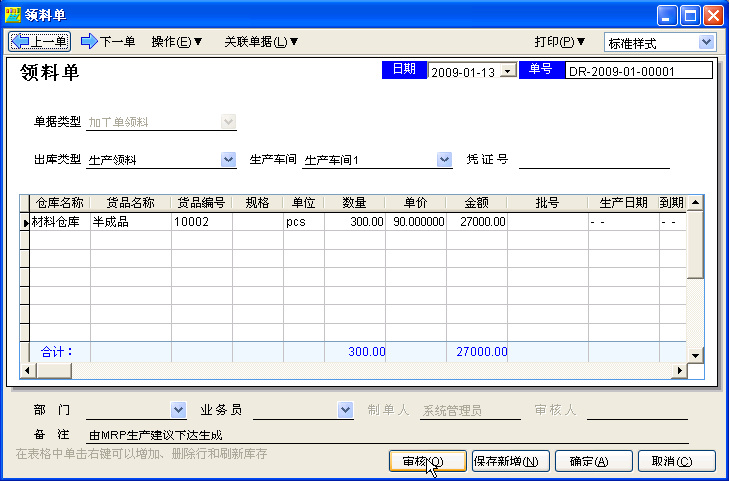 领料单
上一单 下一单 操作(E)▼ 关联单据(L)▼ 打印(P)▼ 标准样式
领料单 日期 2009-01-13 单号 DR-2009-01-00001
单据类型 加工单领料
出库类型 生产领料 生产车间 生产车间1 凭证号
仓库名称 货品名称 货品编号 规格 单位 数量 单价 金额 批号 生产日期 到期
材料仓库 半成品 10002 pcs 300.00 90.000000 27000.00 - - - -
合计： 300.00 27000.00
部 门 业务员 制单人 系统管理员 审核人
备 注 由MRP生产建议下达生成
在表格中单击右键可以增加、删除行和刷新库存
审核(O) 保存新增(N) 确定(A) 取消(C)